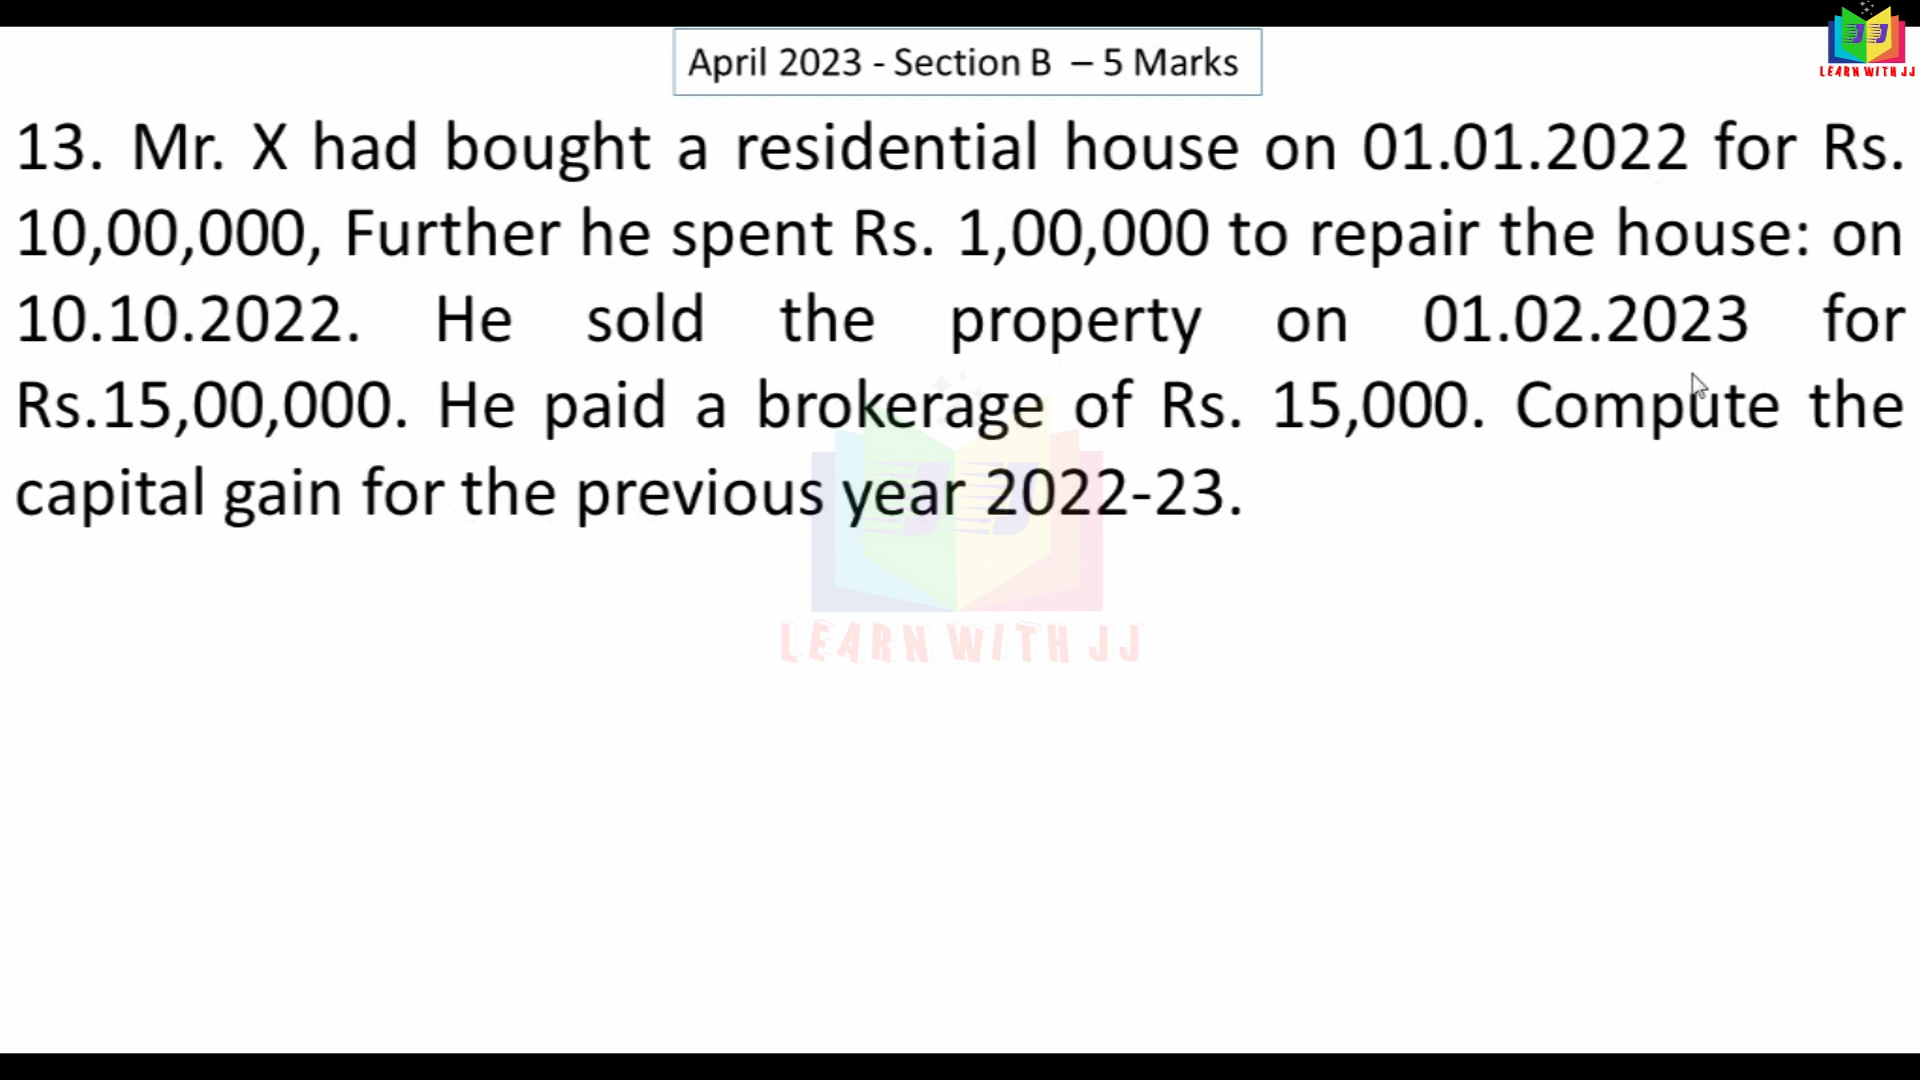 LEARN WITH JJ
April 2023 - Section B – 5 Marks
13. Mr. X had bought a residential house on 01.01.2022 for Rs.
10,00,000, Further he spent Rs. 1,00,000 to repair the house: on
10.10.2022. He sold the property on 01.02.2023 for
Rs.15,00,000. He paid a brokerage of Rs. 15,000. Compute the
capital gain for the previous year 2022-23.
JJ
LEARN WITH JJ